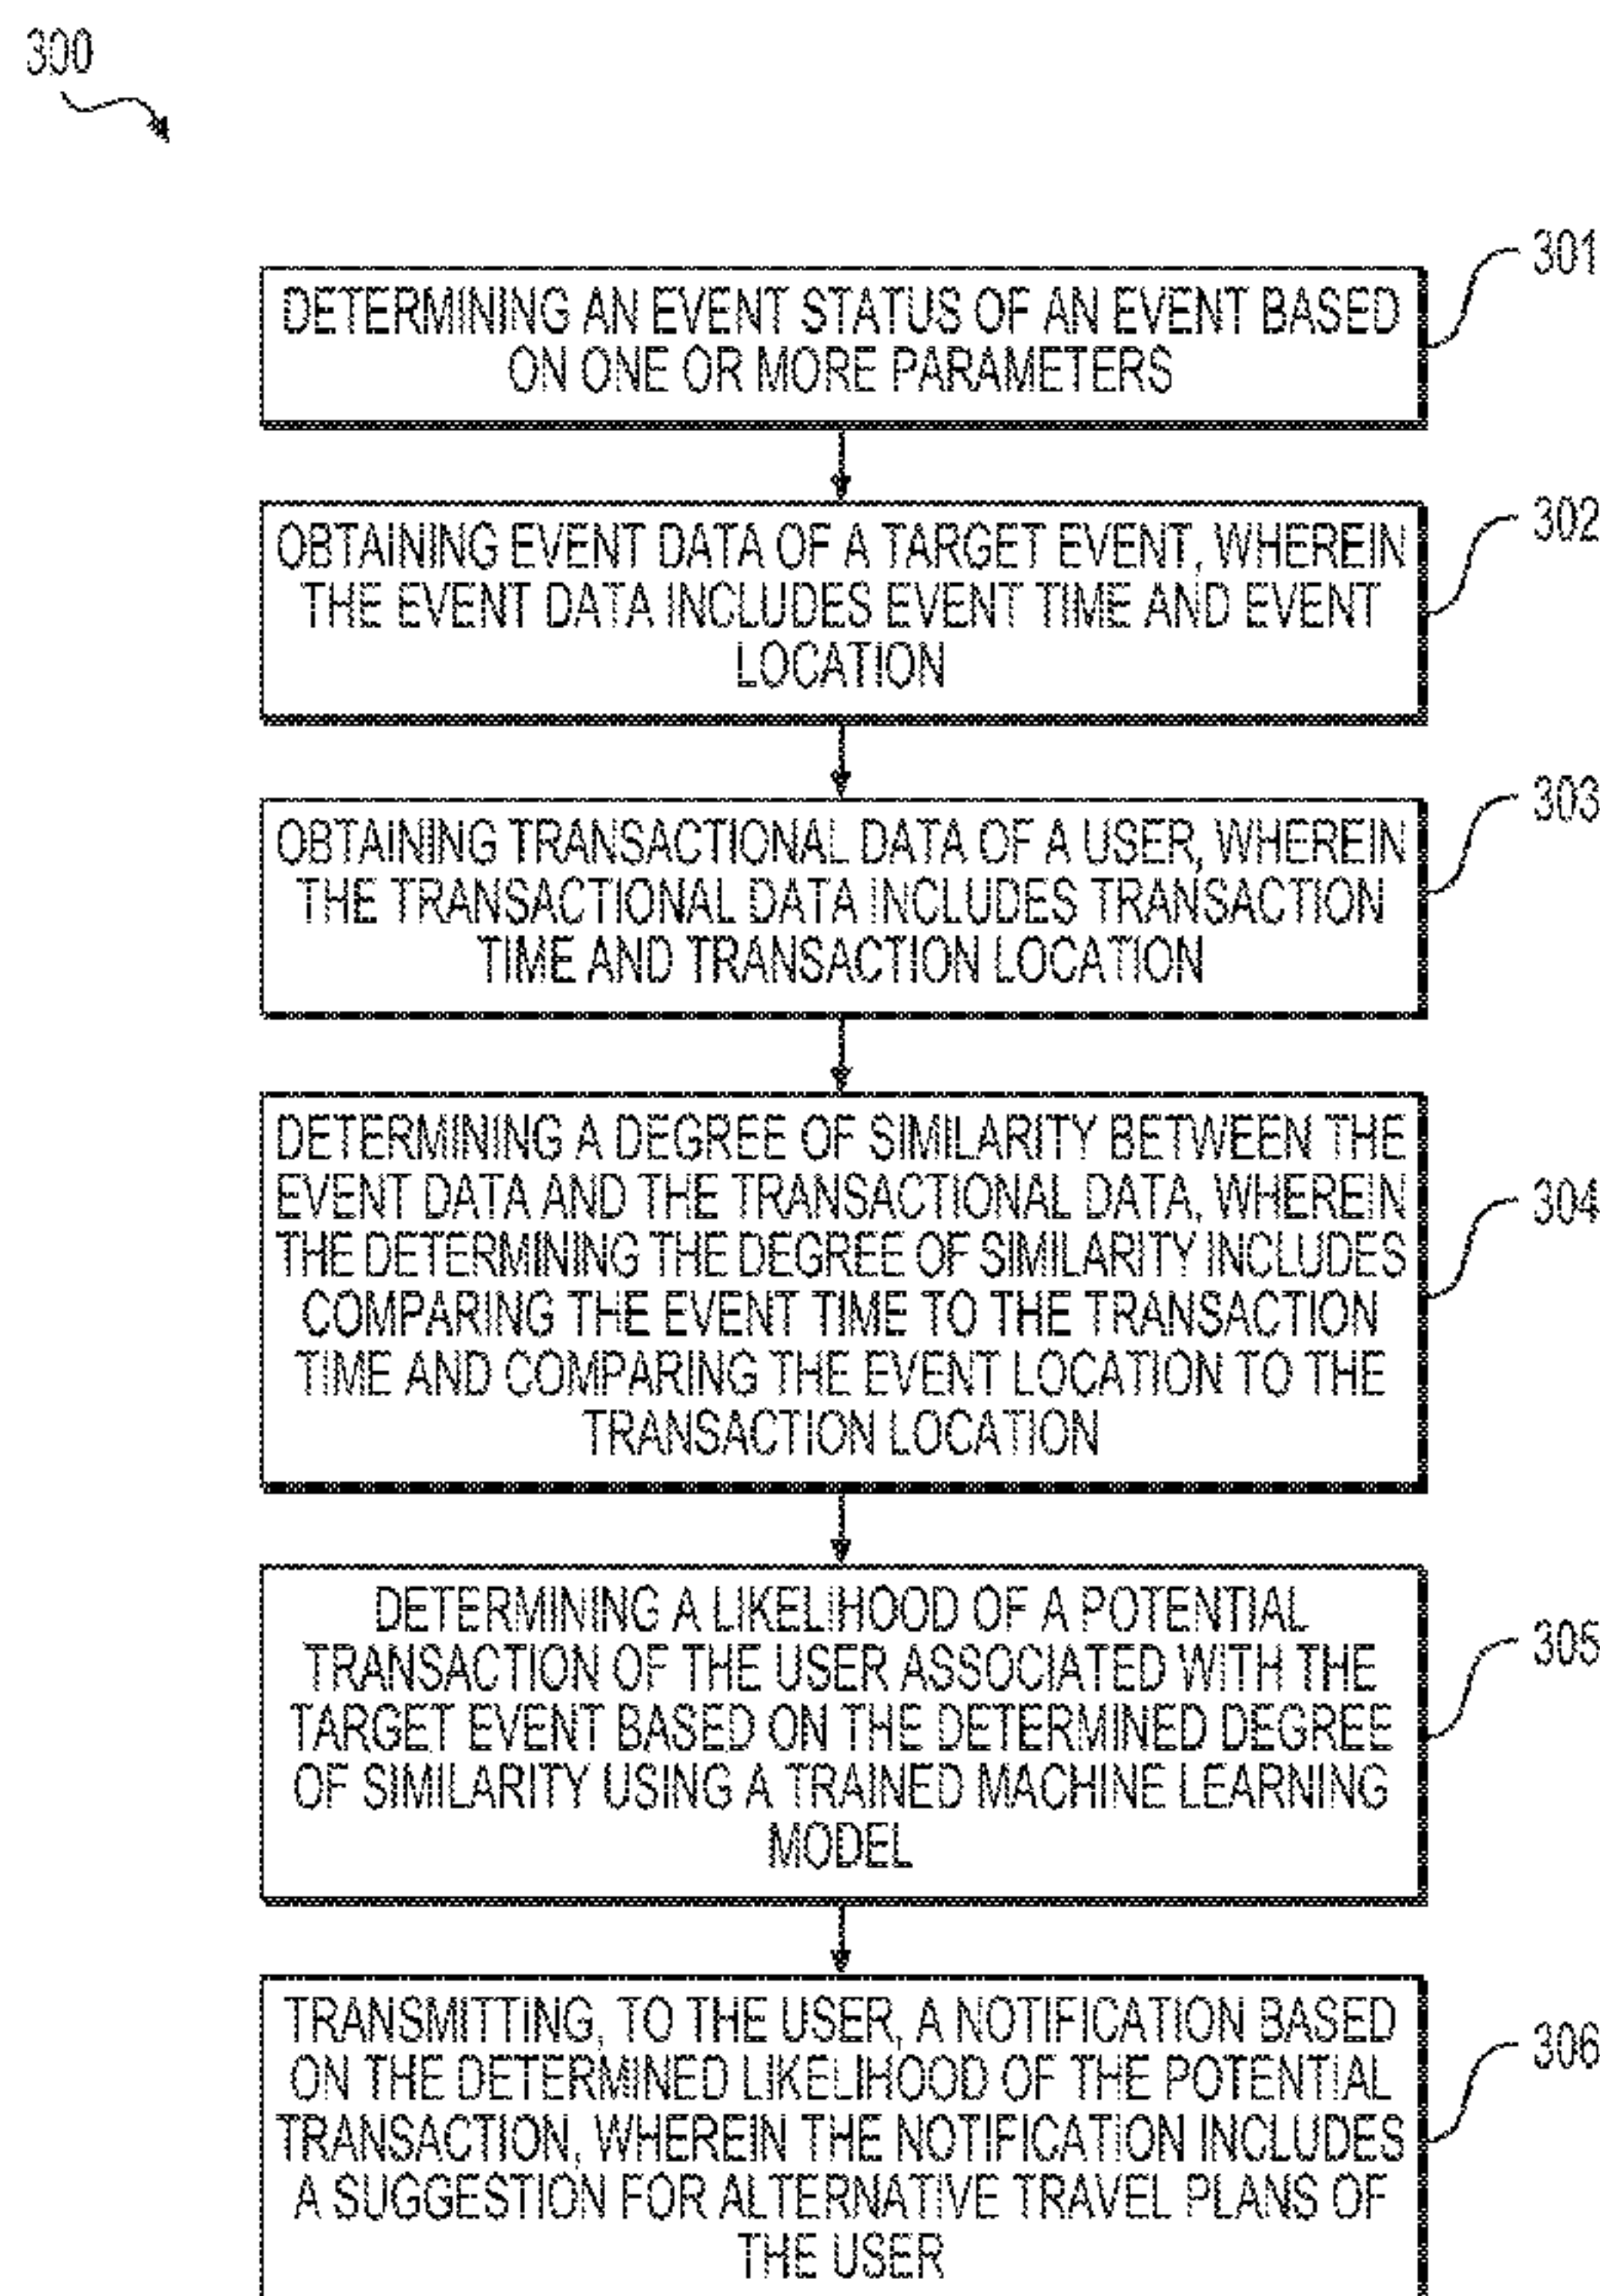 300
301
DETERMINING AN EVENT STATUS OF AN EVENT BASED
ON ONE OR MORE PARAMETERS
302
OBTAINING EVENT DATA OF A TARGET EVENT, WHEREIN
THE EVENT DATA INCLUDES EVENT TIME AND EVENT
LOCATION
303
OBTAINING TRANSACTIONAL DATA OF A USER, WHEREIN
THE TRANSACTIONAL DATA INCLUDES TRANSACTION
TIME AND TRANSACTION LOCATION
304
DETERMINING A DEGREE OF SIMILARITY BETWEEN THE
EVENT DATA AND THE TRANSACTIONAL DATA, WHEREIN
THE DETERMINING THE DEGREE OF SIMILARITY INCLUDES
COMPARING THE EVENT TIME TO THE TRANSACTION
TIME AND COMPARING THE EVENT LOCATION TO THE
TRANSACTION LOCATION
305
DETERMINING A LIKELIHOOD OF A POTENTIAL
TRANSACTION OF THE USER ASSOCIATED WITH THE
TARGET EVENT BASED ON THE DETERMINED DEGREE
OF SIMILARITY USING A TRAINED MACHINE LEARNING
MODEL
306
TRANSMITTING, TO THE USER, A NOTIFICATION BASED
ON THE DETERMINED LIKELIHOOD OF THE POTENTIAL
TRANSACTION, WHEREIN THE NOTIFICATION INCLUDES
A SUGGESTION FOR ALTERNATIVE TRAVEL PLANS OF
THE USER